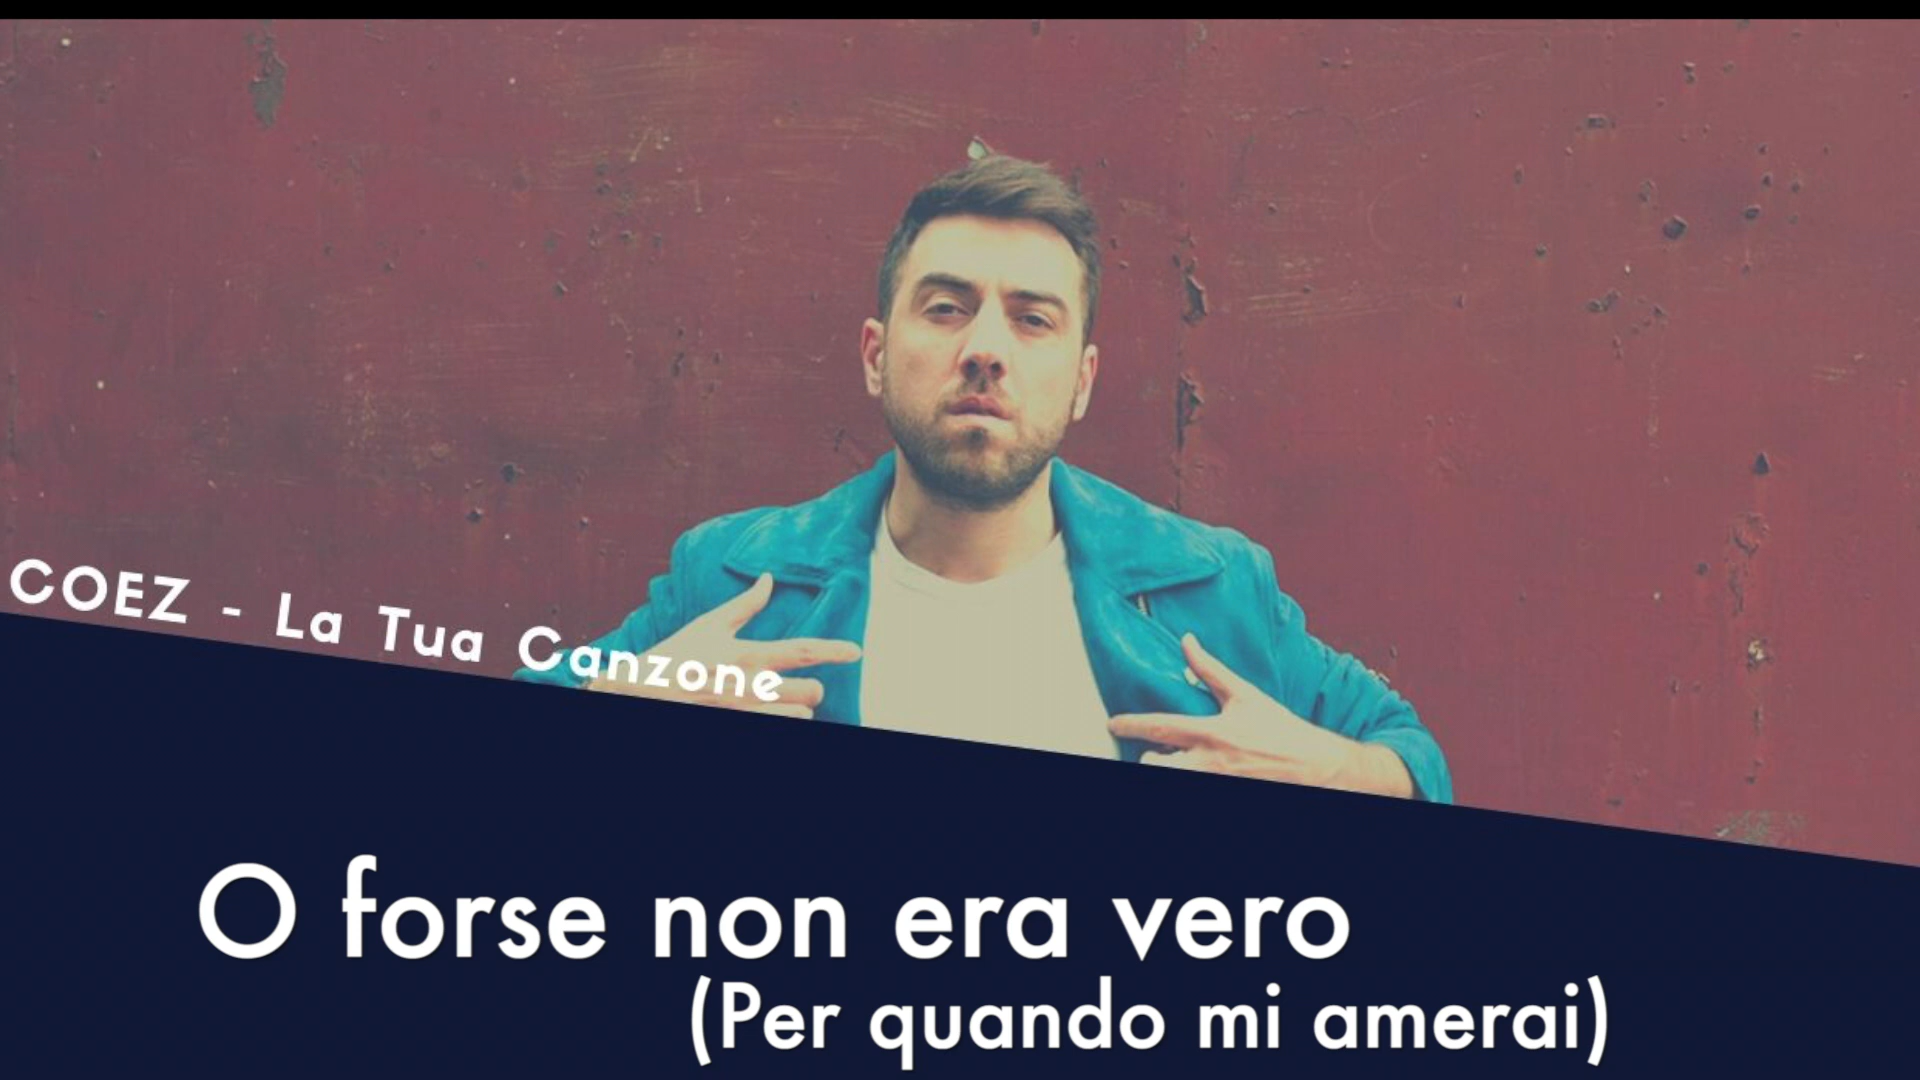 COEZ - La Tua Canzone
O forse non era vero
(Per quando mi amerai)